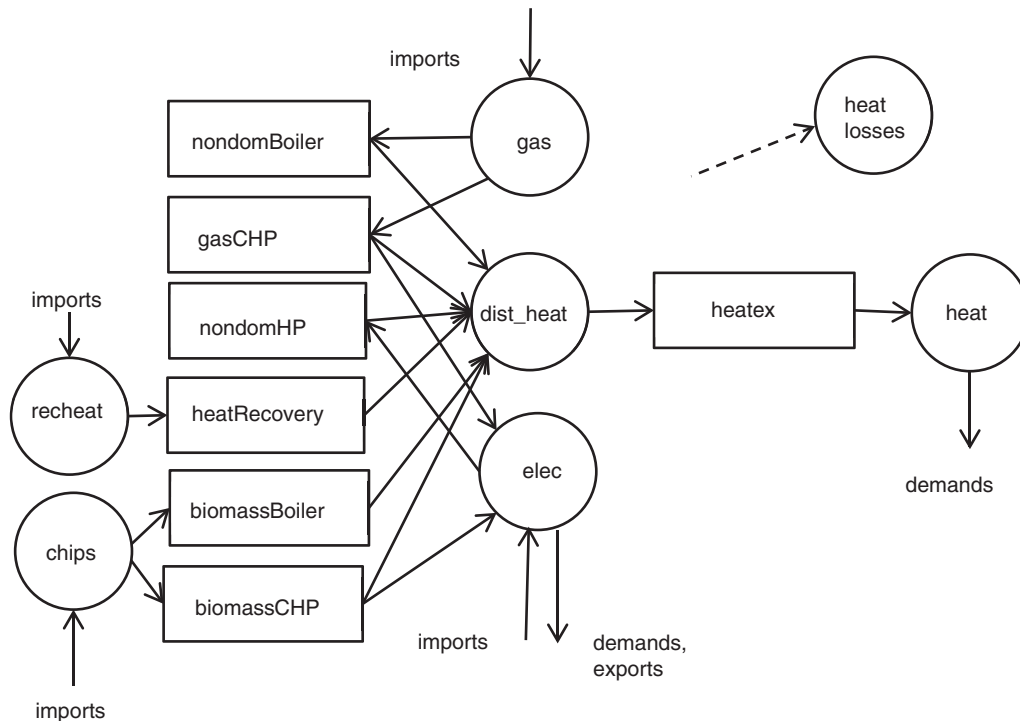 imports
heat
losses
nondomBoiler
gas
gasCHP
imports
nondomHP
dist_heat
heatex
heat
recheat
heatRecovery
elec
demands
biomassBoiler
chips
biomassCHP
imports
demands,
exports
imports